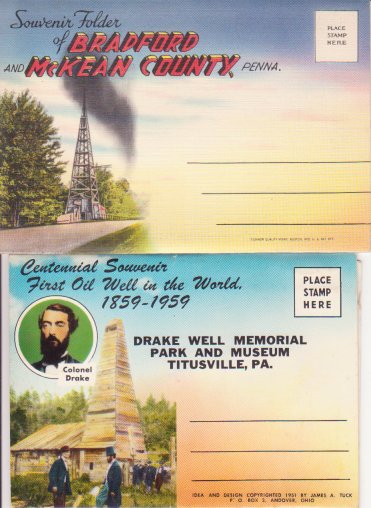 Souvenir Folder
of BRADFORD
AND McKEAN COUNTY, PENNA.
PLACE
STAMP
HERE
Centennial Souvenir
First Oil Well in the World,
1859-1959
PLACE
STAMP
HERE
Colonel
Drake
DRAKE WELL MEMORIAL
PARK AND MUSEUM
TITUSVILLE, PA.
IDEA AND DESIGN COPYRIGHTED 1951 BY JAMES A. TUCK
P. O. BOX 2, ANDOVER, OHIO